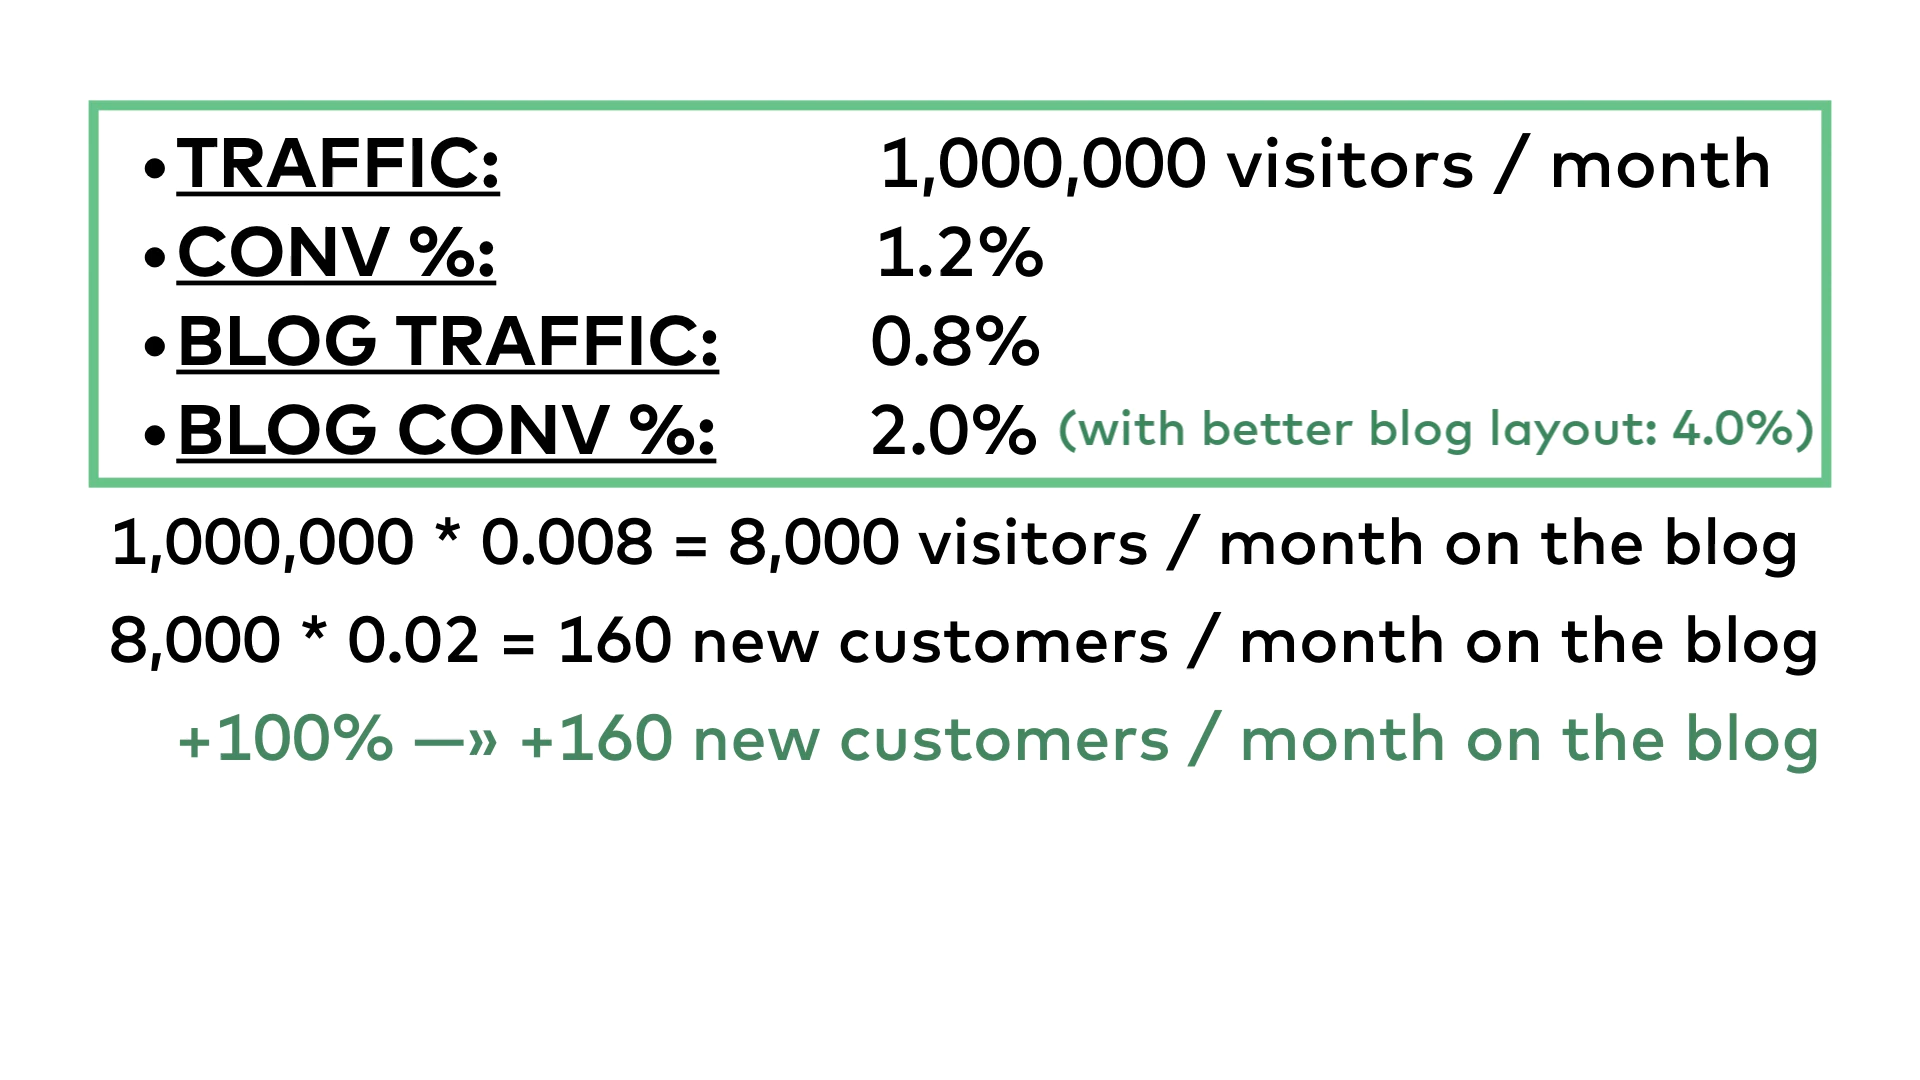 • TRAFFIC: 1,000,000 visitors / month
• CONV %: 1.2%
• BLOG TRAFFIC: 0.8%
• BLOG CONV %: 2.0% (with better blog layout: 4.0%)
1,000,000 * 0.008 = 8,000 visitors / month on the blog
8,000 * 0.02 = 160 new customers / month on the blog
+100% —» +160 new customers / month on the blog